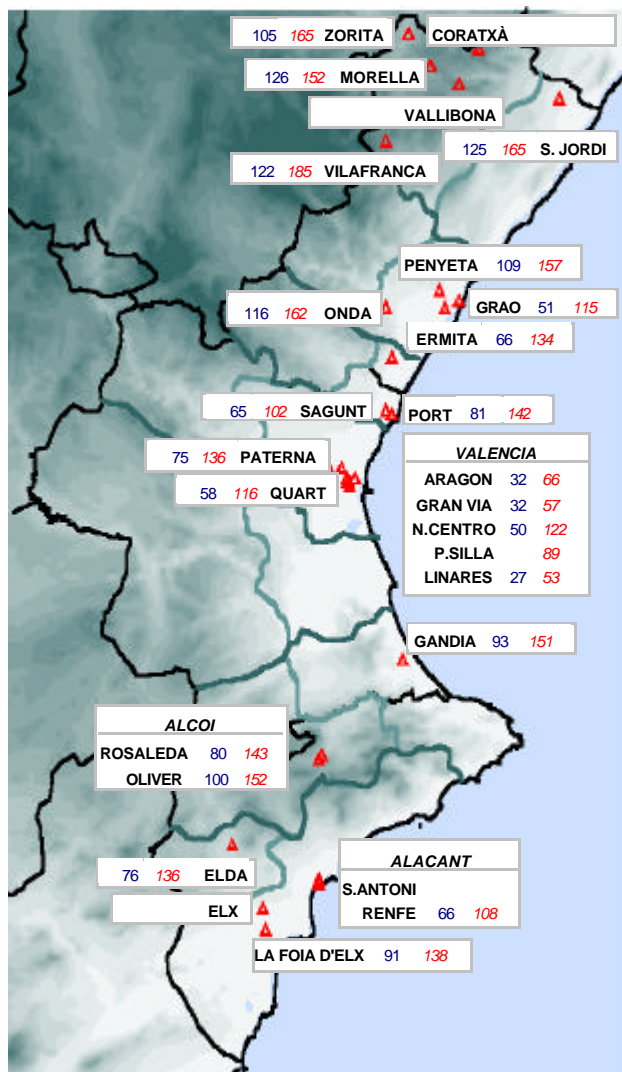 105 165 ZORITA
CORATXÀ
126 152 MORELLA
VALLIBONA
125 165 S. JORDI
122 185 VILAFRANCA
PENYETA 109 157
116 162 ONDA
GRAO 51 115
ERMITA 66 134
65 102 SAGUNT
PORT 81 142
75 136 PATERNA
58 116 QUART
VALENCIA
ARAGON 32 66
GRAN VIA 32 57
N.CENTRO 50 122
P.SILLA 89
LINARES 27 53
GANDIA 93 151
ALCOI
ROSALEDA 80 143
OLIVER 100 152
76 136 ELDA
ELX
ALACANT
S.ANTONI
RENFE 66 108
LA FOIA D'ELX 91 138